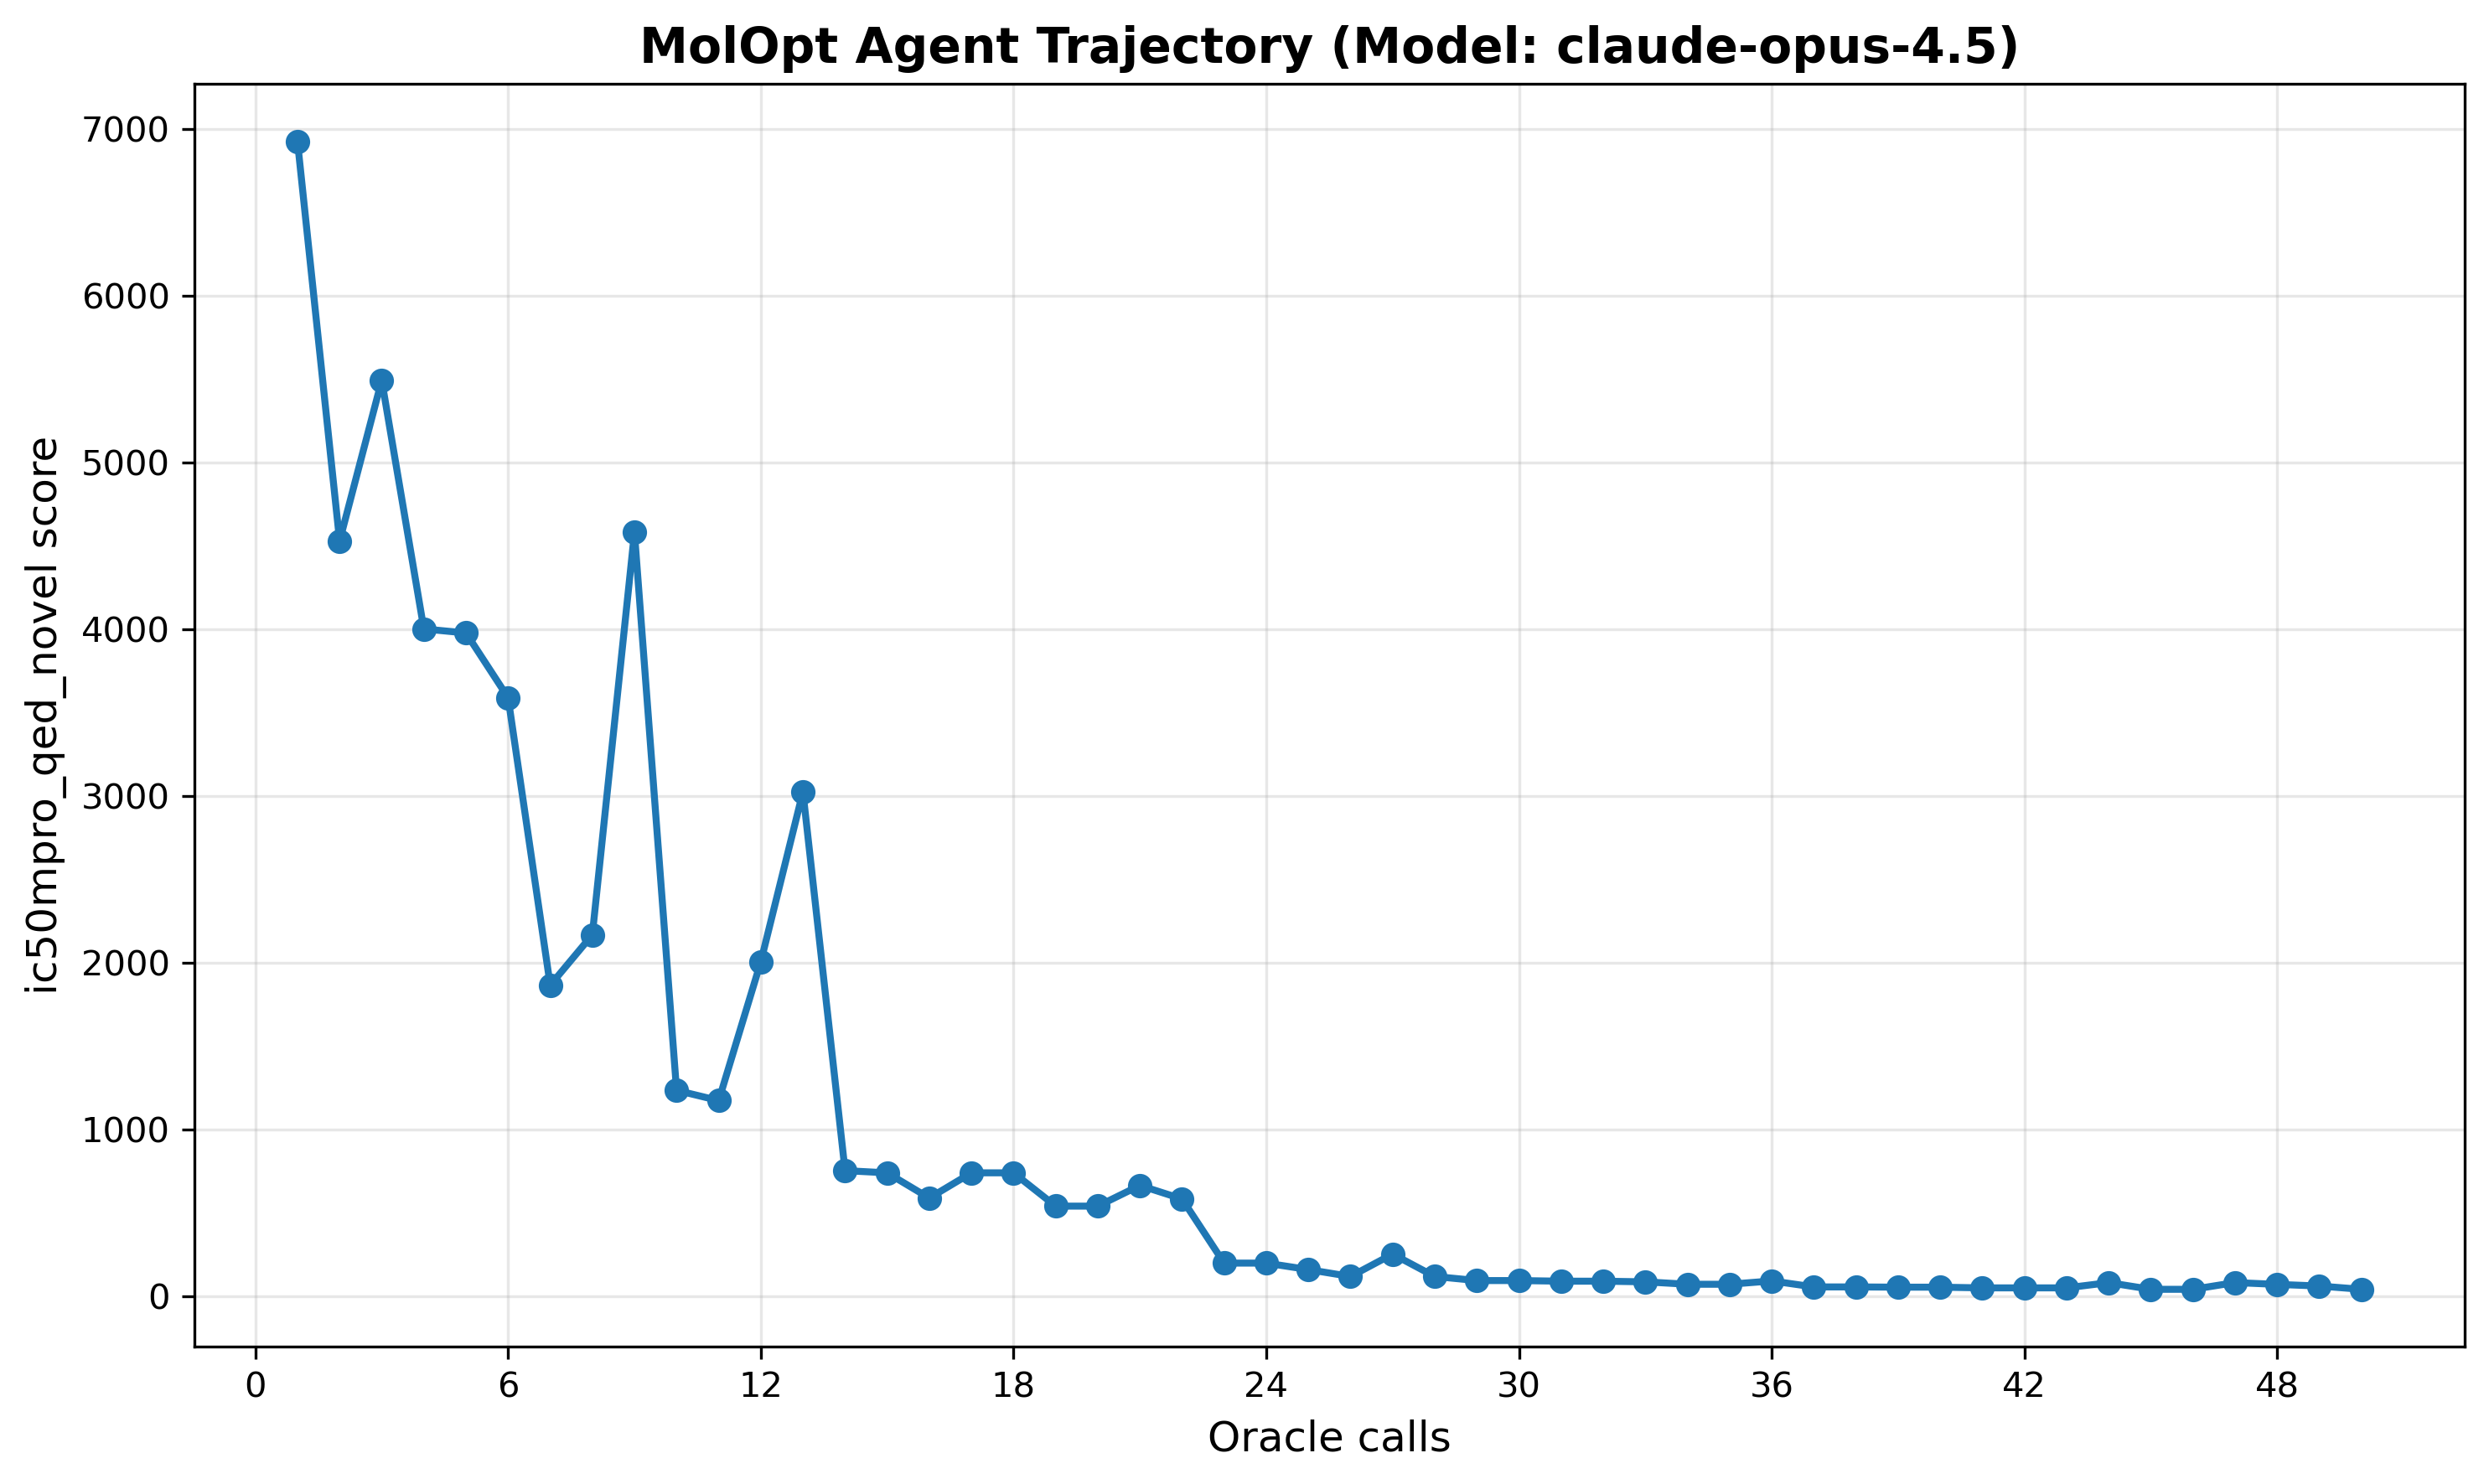 MolOpt Agent Trajectory (Model: claude-opus-4.5)
ic50mpro_qed_novel score
7000
6000
5000
4000
3000
2000
1000
0
0 6 12 18 24 30 36 42 48
Oracle calls